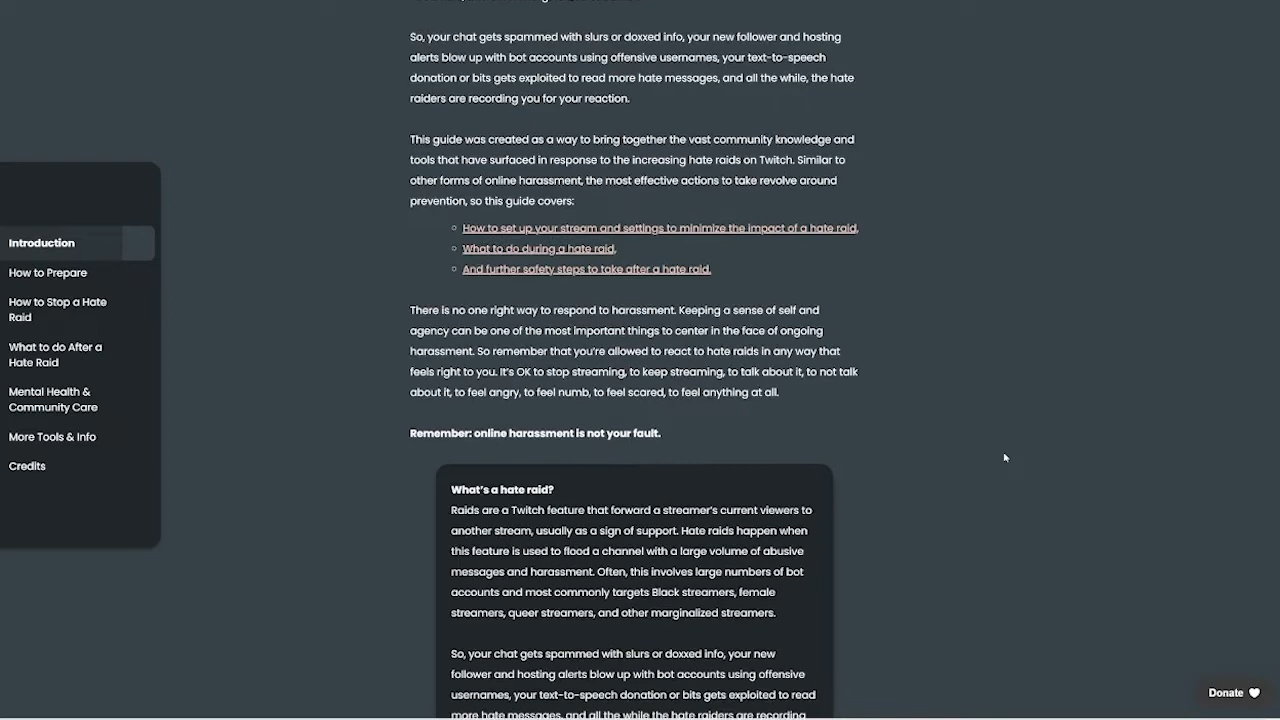 So, your chat gets spammed with slurs or doxxed info, your new follower and hosting
alerts blow up with bot accounts using offensive usernames, your text-to-speech
donation or bits gets exploited to read more hate messages, and all the while, the hate
raiders are recording you for your reaction.
This guide was created as a way to bring together the vast community knowledge and
tools that have surfaced in response to the increasing hate raids on Twitch. Similar to
other forms of online harassment, the most effective actions to take revolve around
prevention, so this guide covers:
How to set up your stream and settings to minimize the impact of a hate raid,
What to do during a hate raid,
And further safety steps to take after a hate raid.
There is no one right way to respond to harassment. Keeping a sense of self and
agency can be one of the most important things to center in the face of ongoing
harassment. So remember that you're allowed to react to hate raids in any way that
feels right to you. It's OK to stop streaming, to keep streaming, to talk about it, to not talk
about it, to feel angry, to feel numb, to feel scared, to feel anything at all.
Remember: online harassment is not your fault.
What's a hate raid?
Raids are a Twitch feature that forward a streamer's current viewers to
another stream, usually as a sign of support. Hate raids happen when
this feature is used to flood a channel with a large volume of abusive
messages and harassment. Often, this involves large numbers of bot
accounts and most commonly targets Black streamers, female
streamers, queer streamers, and other marginalized streamers.
So, your chat gets spammed with slurs or doxxed info, your new
follower and hosting alerts blow up with bot accounts using offensive
usernames, your text-to-speech donation or bits gets exploited to read
more hate messages, and all the while the hate raiders are recording
Introduction
How to Prepare
How to Stop a Hate
Raid
What to do After a
Hate Raid
Mental Health &
Community Care
More Tools & Info
Credits
Donate